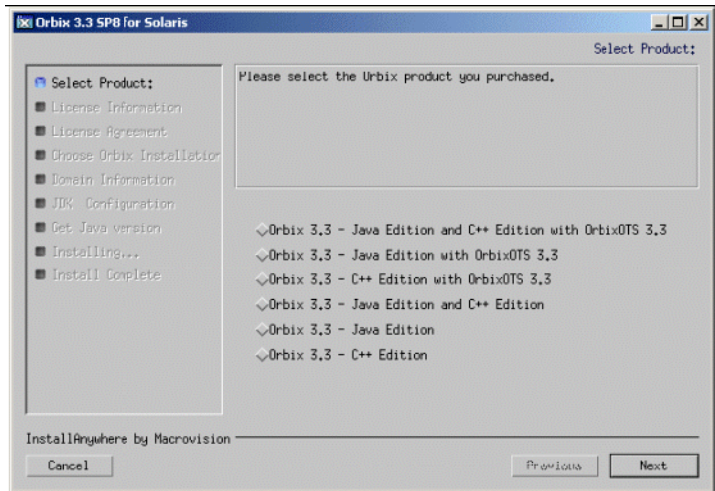 Orbix 3.3 SP8 for Solaris
Select Product:
Select Product:
License Information
License Agreement
Choose Orbix Installation
Domain Information
JDK Configuration
Get Java version
Installing...
Install Complete
Please select the Orbix product you purchased.
Orbix 3.3 - Java Edition and C++ Edition with OrbixOTS 3.3
Orbix 3.3 - Java Edition with OrbixOTS 3.3
Orbix 3.3 - C++ Edition with OrbixOTS 3.3
Orbix 3.3 - Java Edition and C++ Edition
Orbix 3.3 - Java Edition
Orbix 3.3 - C++ Edition
InstallAnywhere by Macrovision
Cancel
Previous
Next